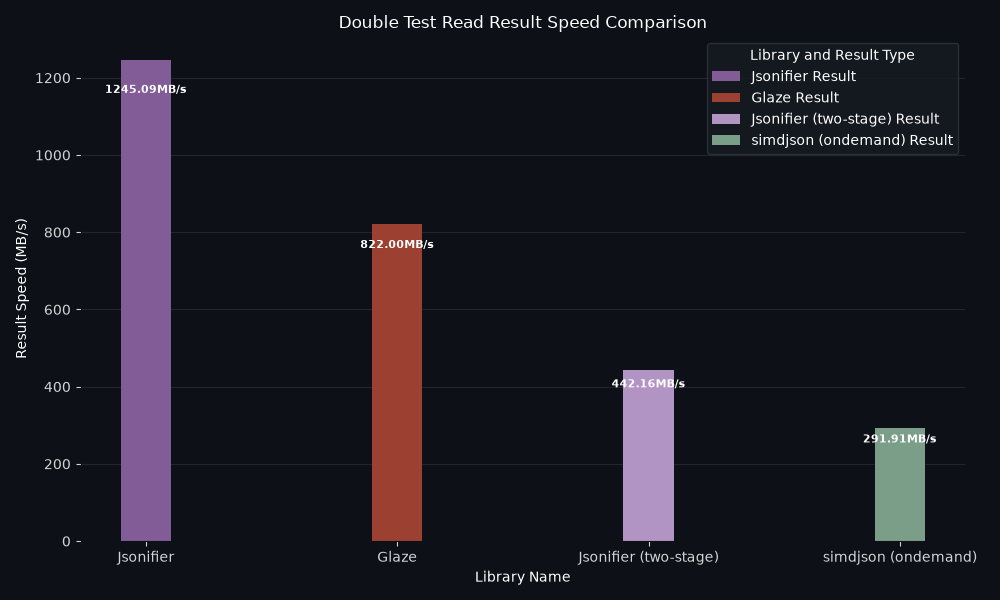 Double Test Read Result Speed Comparison
Library and Result Type
Jsonifier Result
Glaze Result
Jsonifier (two-stage) Result
simdjson (ondemand) Result
Result Speed (MB/s)
1200
1000
800
600
400
200
0
1245.09MB/s
822.00MB/s
442.16MB/s
291.91MB/s
Jsonifier
Glaze
Jsonifier (two-stage)
simdjson (ondemand)
Library Name